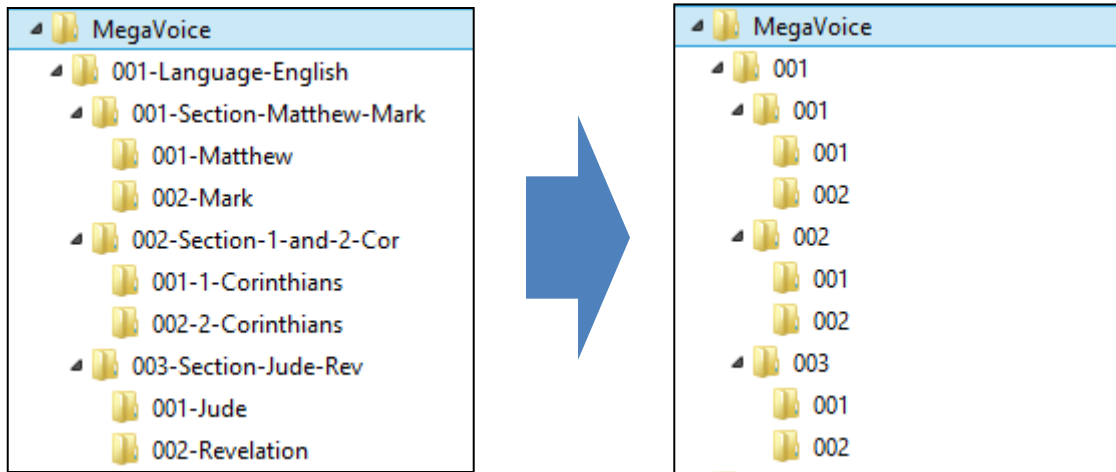 MegaVoice
001-Language-English
001-Section-Matthew-Mark
001-Matthew
002-Mark
002-Section-1-and-2-Cor
001-1-Corinthians
002-2-Corinthians
003-Section-Jude-Rev
001-Jude
002-Revelation
MegaVoice
001
001
001
002
002
001
002
003
001
002